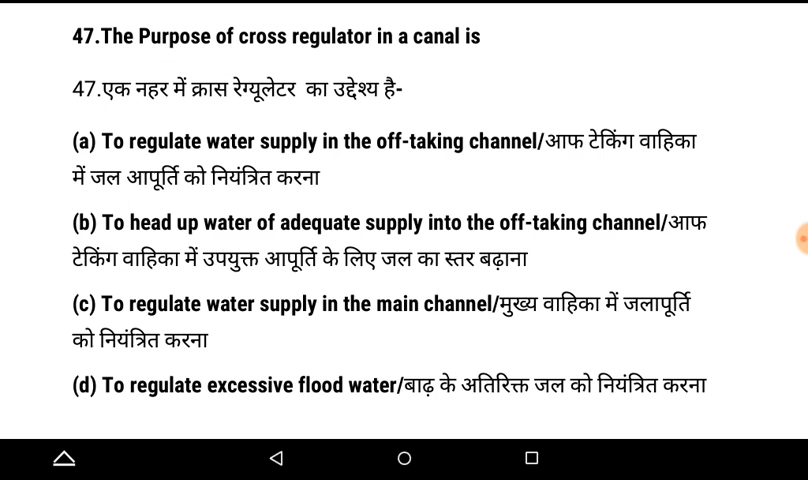 47.The Purpose of cross regulator in a canal is
47.एक नहर में क्रास रेग्यूलेटर का उद्देश्य है-
(a) To regulate water supply in the off-taking channel/आफ टेकिंग वाहिका
में जल आपूर्ति को नियंत्रित करना
(b) To head up water of adequate supply into the off-taking channel/आफ
टेकिंग वाहिका में उपयुक्त आपूर्ति के लिए जल का स्तर बढ़ाना
(c) To regulate water supply in the main channel/मुख्य वाहिका में जलापूर्ति
को नियंत्रित करना
(d) To regulate excessive flood water/बाढ़ के अतिरिक्त जल को नियंत्रित करना